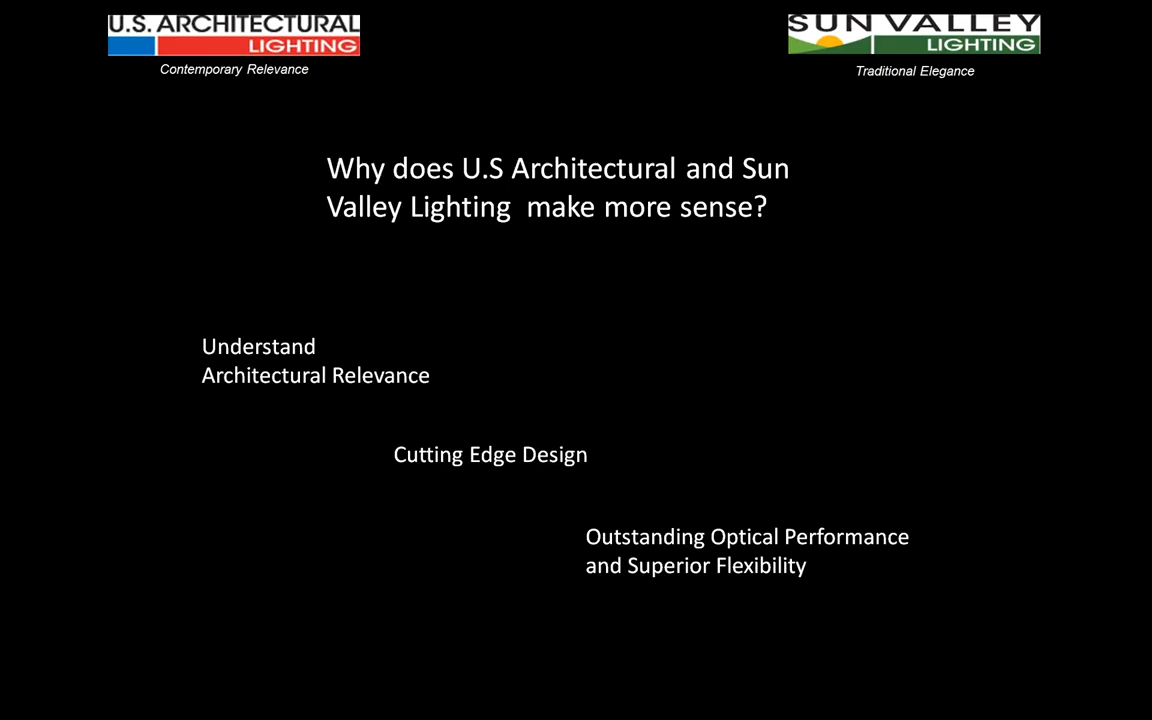 U.S. ARCHITECTURAL
LIGHTING
Contemporary Relevance
SUN VALLEY
LIGHTING
Traditional Elegance
Why does U.S Architectural and Sun
Valley Lighting  make more sense?
Understand
Architectural Relevance
Cutting Edge Design
Outstanding Optical Performance
and Superior Flexibility